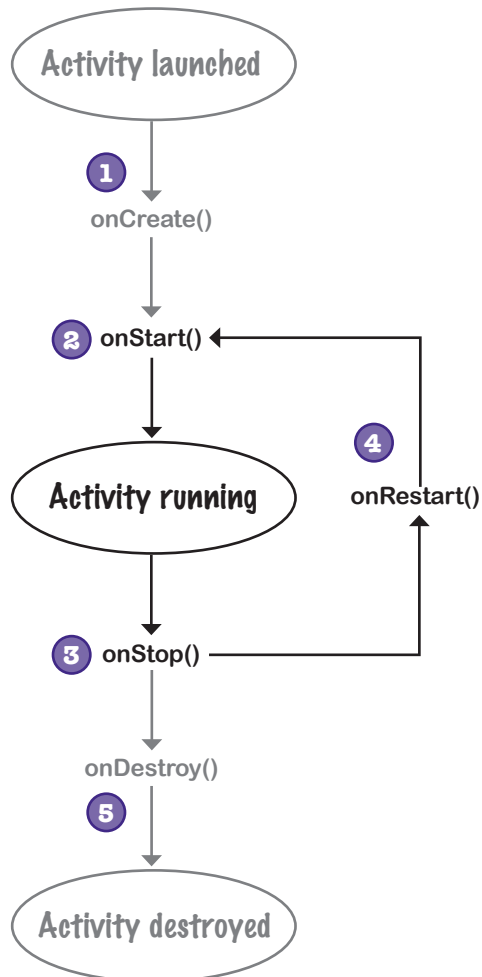 Activity launched
1
onCreate()
2
onStart()
4
Activity running
onRestart()
3
onStop()
onDestroy()
5
Activity destroyed